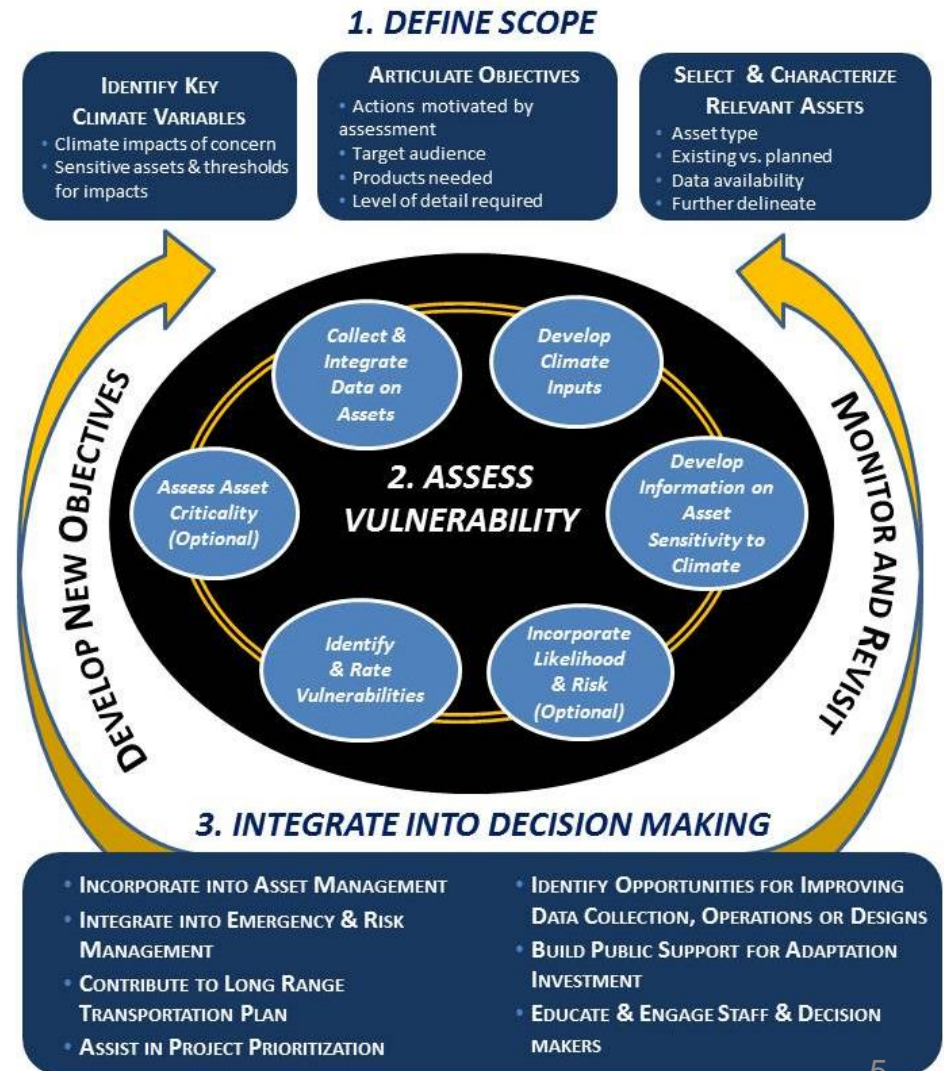 1. DEFINE SCOPE
IDENTIFY KEY
CLIMATE VARIABLES
• Climate impacts of concern
• Sensitive assets & thresholds
for impacts
ARTICULATE OBJECTIVES
• Actions motivated by
assessment
• Target audience
• Products needed
• Level of detail required
SELECT & CHARACTERIZE
RELEVANT ASSETS
• Asset type
• Existing vs. planned
• Data availability
• Further delineate
DEVELOP NEW OBJECTIVES
Collect &
Integrate
Data on
Assets
Develop
Climate
Inputs
Assess Asset
Criticality
(Optional)
2. ASSESS
VULNERABILITY
Develop
Information on
Asset
Sensitivity to
Climate
Identify
& Rate
Vulnerabilities
Incorporate
Likelihood
& Risk
(Optional)
MONITOR AND REVISIT
3. INTEGRATE INTO DECISION MAKING
• INCORPORATE INTO ASSET MANAGEMENT
• INTEGRATE INTO EMERGENCY & RISK
MANAGEMENT
• CONTRIBUTE TO LONG RANGE
TRANSPORTATION PLAN
• ASSIST IN PROJECT PRIORITIZATION
• IDENTIFY OPPORTUNITIES FOR IMPROVING
DATA COLLECTION, OPERATIONS OR DESIGNS
• BUILD PUBLIC SUPPORT FOR ADAPTATION
INVESTMENT
• EDUCATE & ENGAGE STAFF & DECISION
MAKERS
5